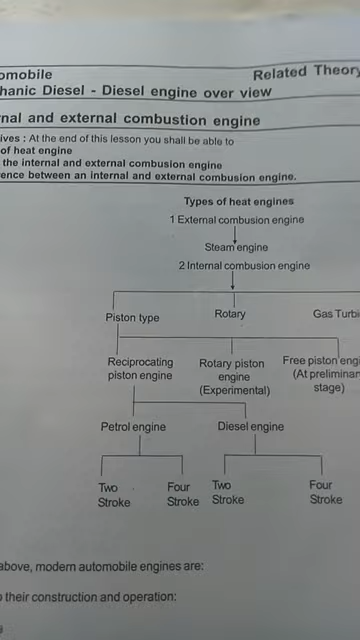 omobile Related Theory
hanic Diesel - Diesel engine over view
rnal and external combustion engine
ives : At the end of this lesson you shall be able to
of heat engine
the internal and external combustion engine
ence between an internal and external combustion engine.
Types of heat engines
1 External combustion engine
Steam engine
2 Internal combustion engine
Piston type Rotary Gas Turbi
Reciprocating piston engine
Rotary piston engine (Experimental)
Free piston engi (At preliminar stage)
Petrol engine Diesel engine
Two Stroke
Four Stroke
Two Stroke
Four Stroke
above, modern automobile engines are:
their construction and operation: